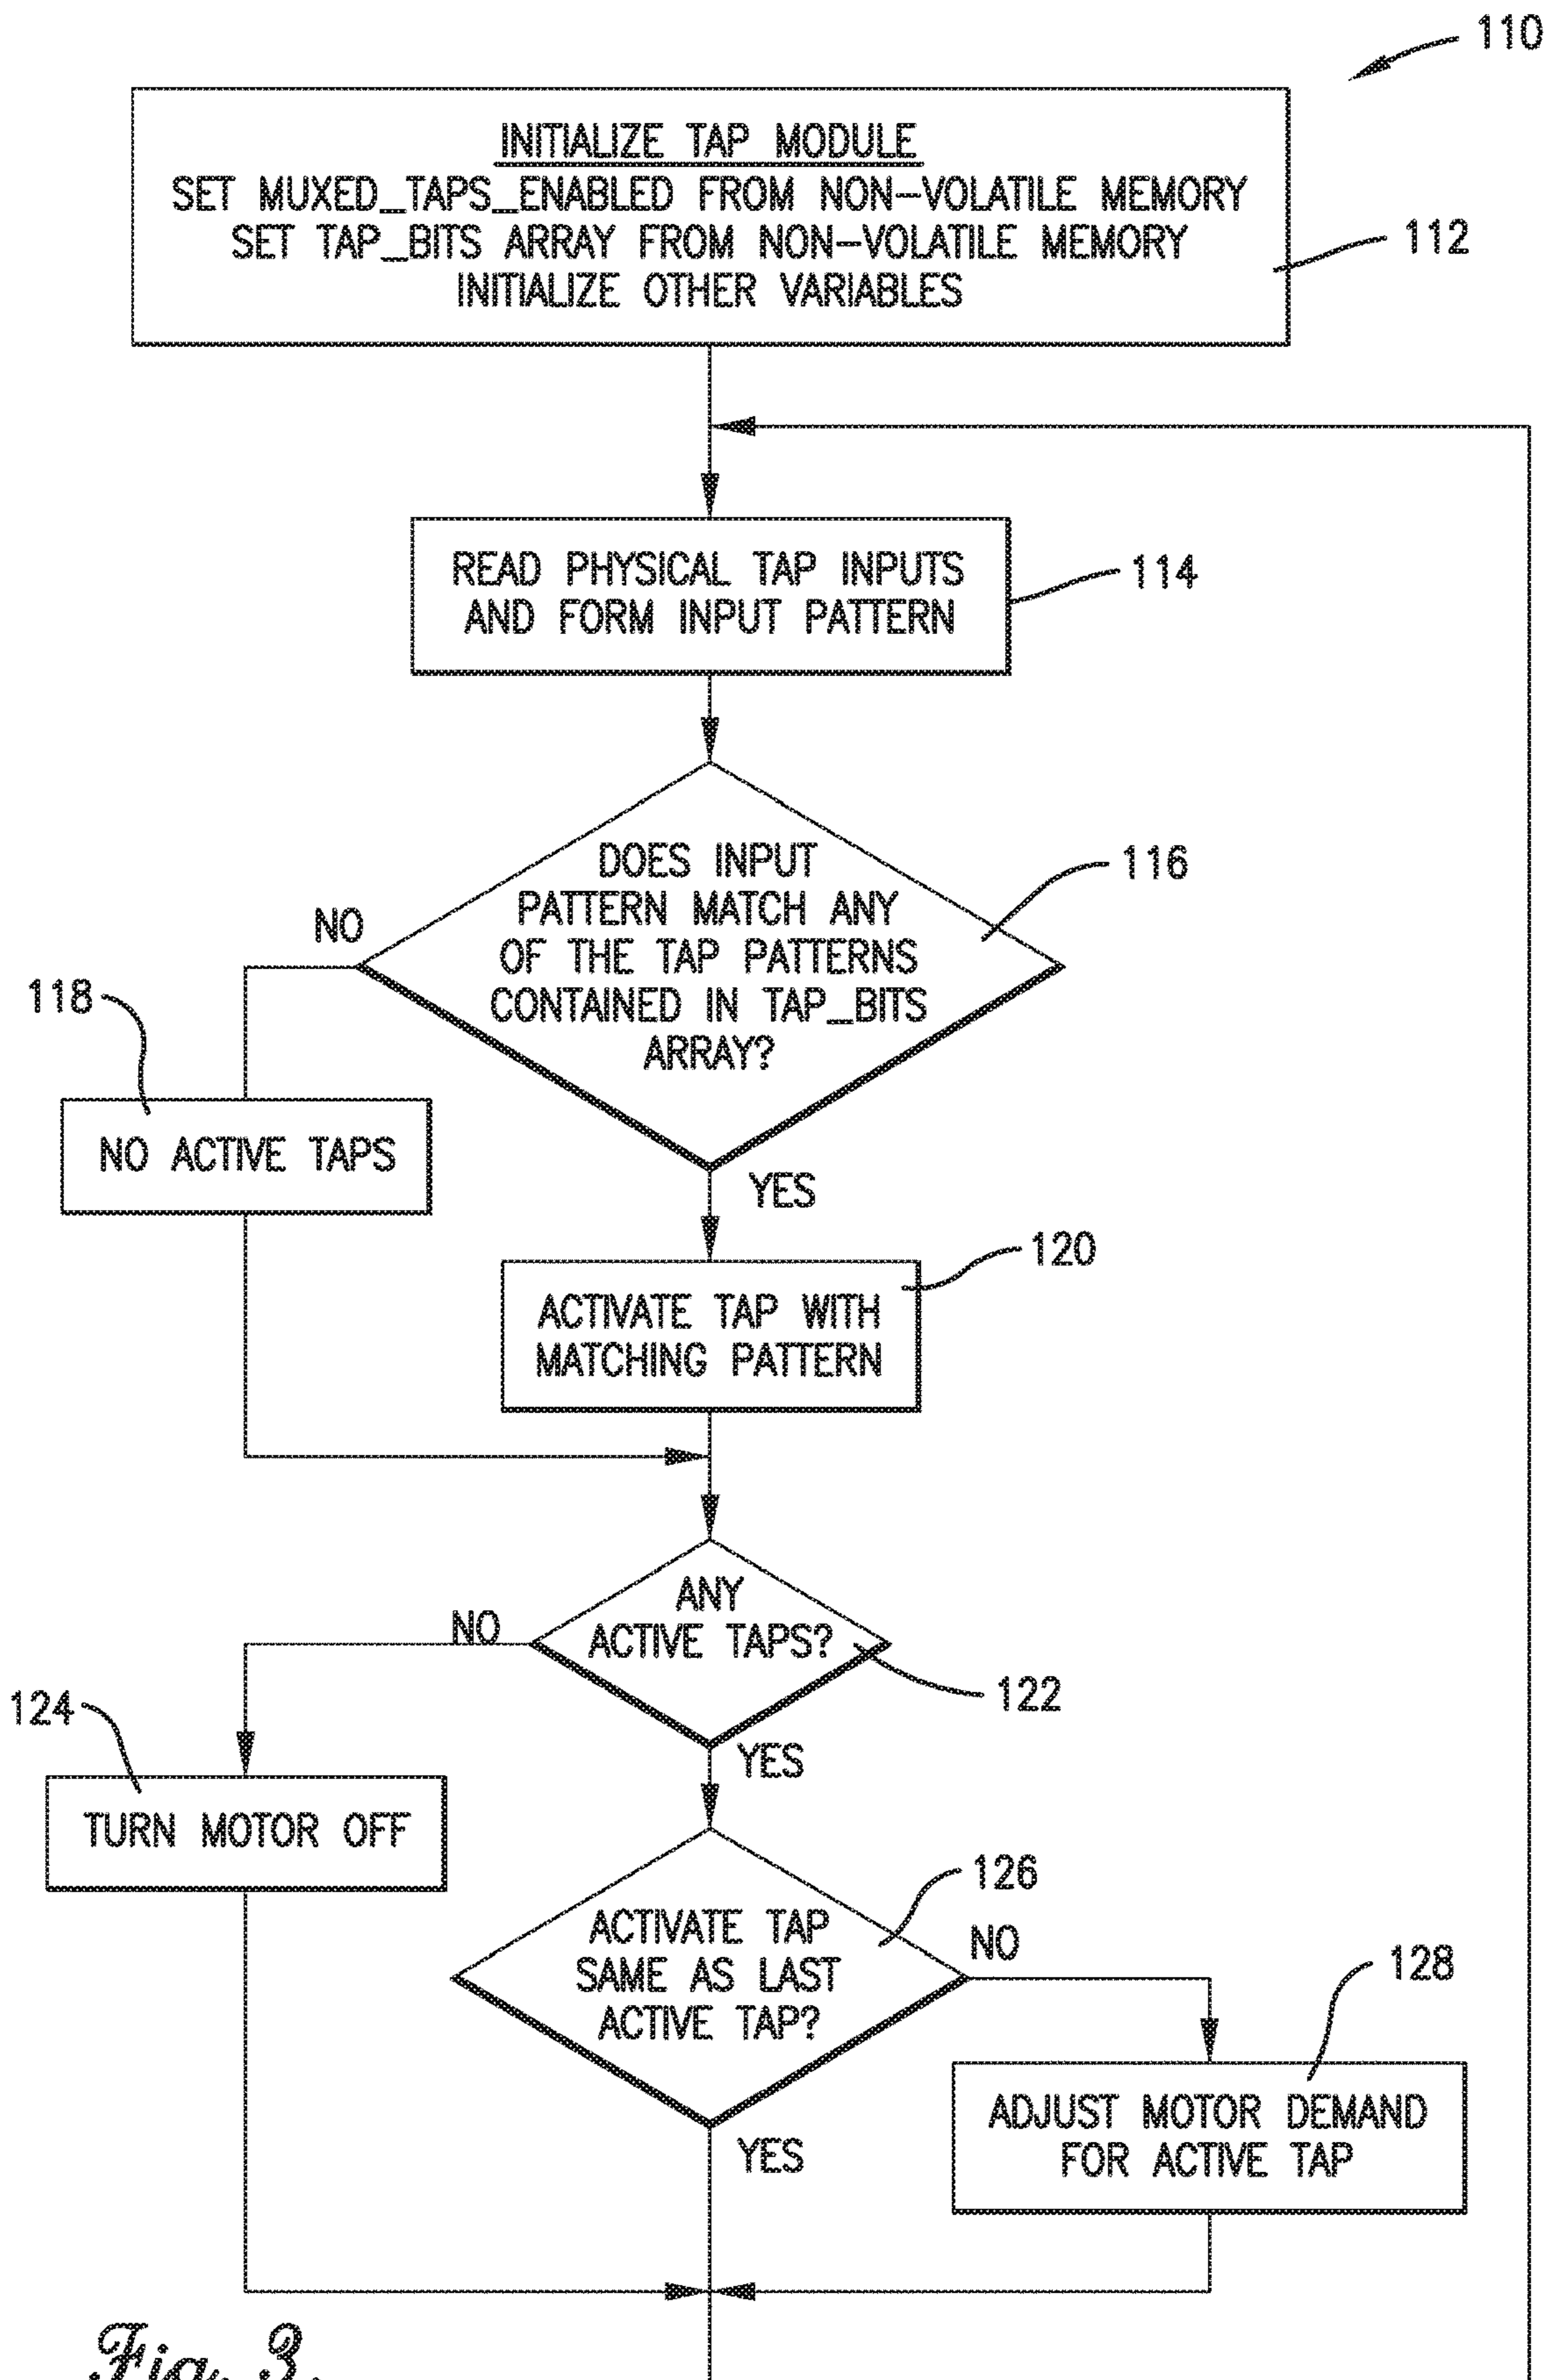 110
INITIALIZE TAP MODULE
SET MUXED_TAPS_ENABLED FROM NON-VOLATILE MEMORY
SET TAP_BITS ARRAY FROM NON-VOLATILE MEMORY
INITIALIZE OTHER VARIABLES
112
READ PHYSICAL TAP INPUTS
AND FORM INPUT PATTERN
114
DOES INPUT
PATTERN MATCH ANY
OF THE TAP PATTERNS
CONTAINED IN TAP_BITS
ARRAY?
116
NO
118
NO ACTIVE TAPS
YES
120
ACTIVATE TAP WITH
MATCHING PATTERN
ANY
ACTIVE TAPS?
NO
122
124
YES
TURN MOTOR OFF
126
ACTIVATE TAP
SAME AS LAST
ACTIVE TAP?
NO
128
ADJUST MOTOR DEMAND
FOR ACTIVE TAP
YES
Fig. 3.